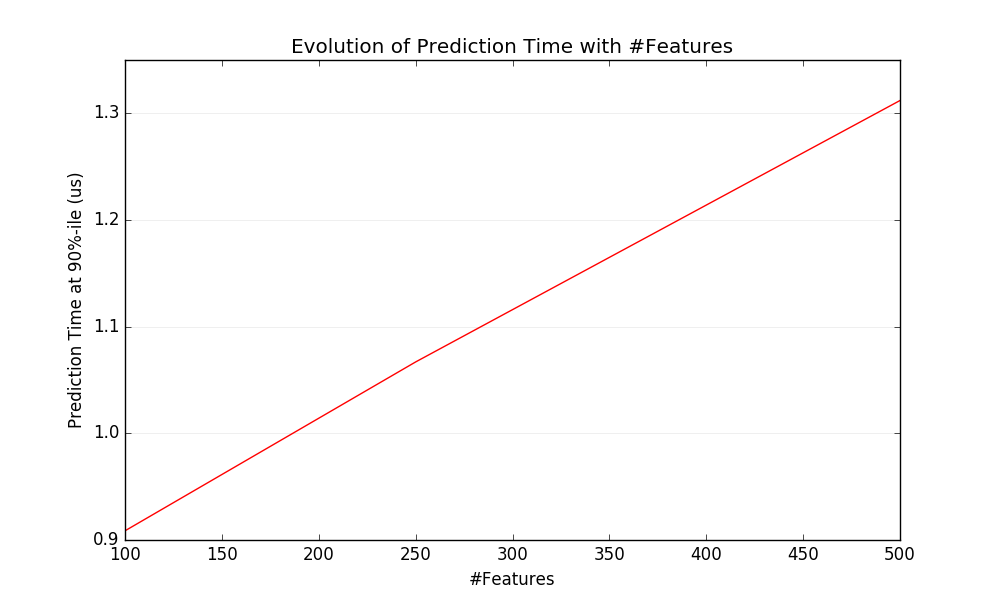 Evolution of Prediction Time with #Features
Prediction Time at 90%-ile (us)
1.3
1.2
1.1
1.0
0.9
100 150 200 250 300 350 400 450 500
#Features